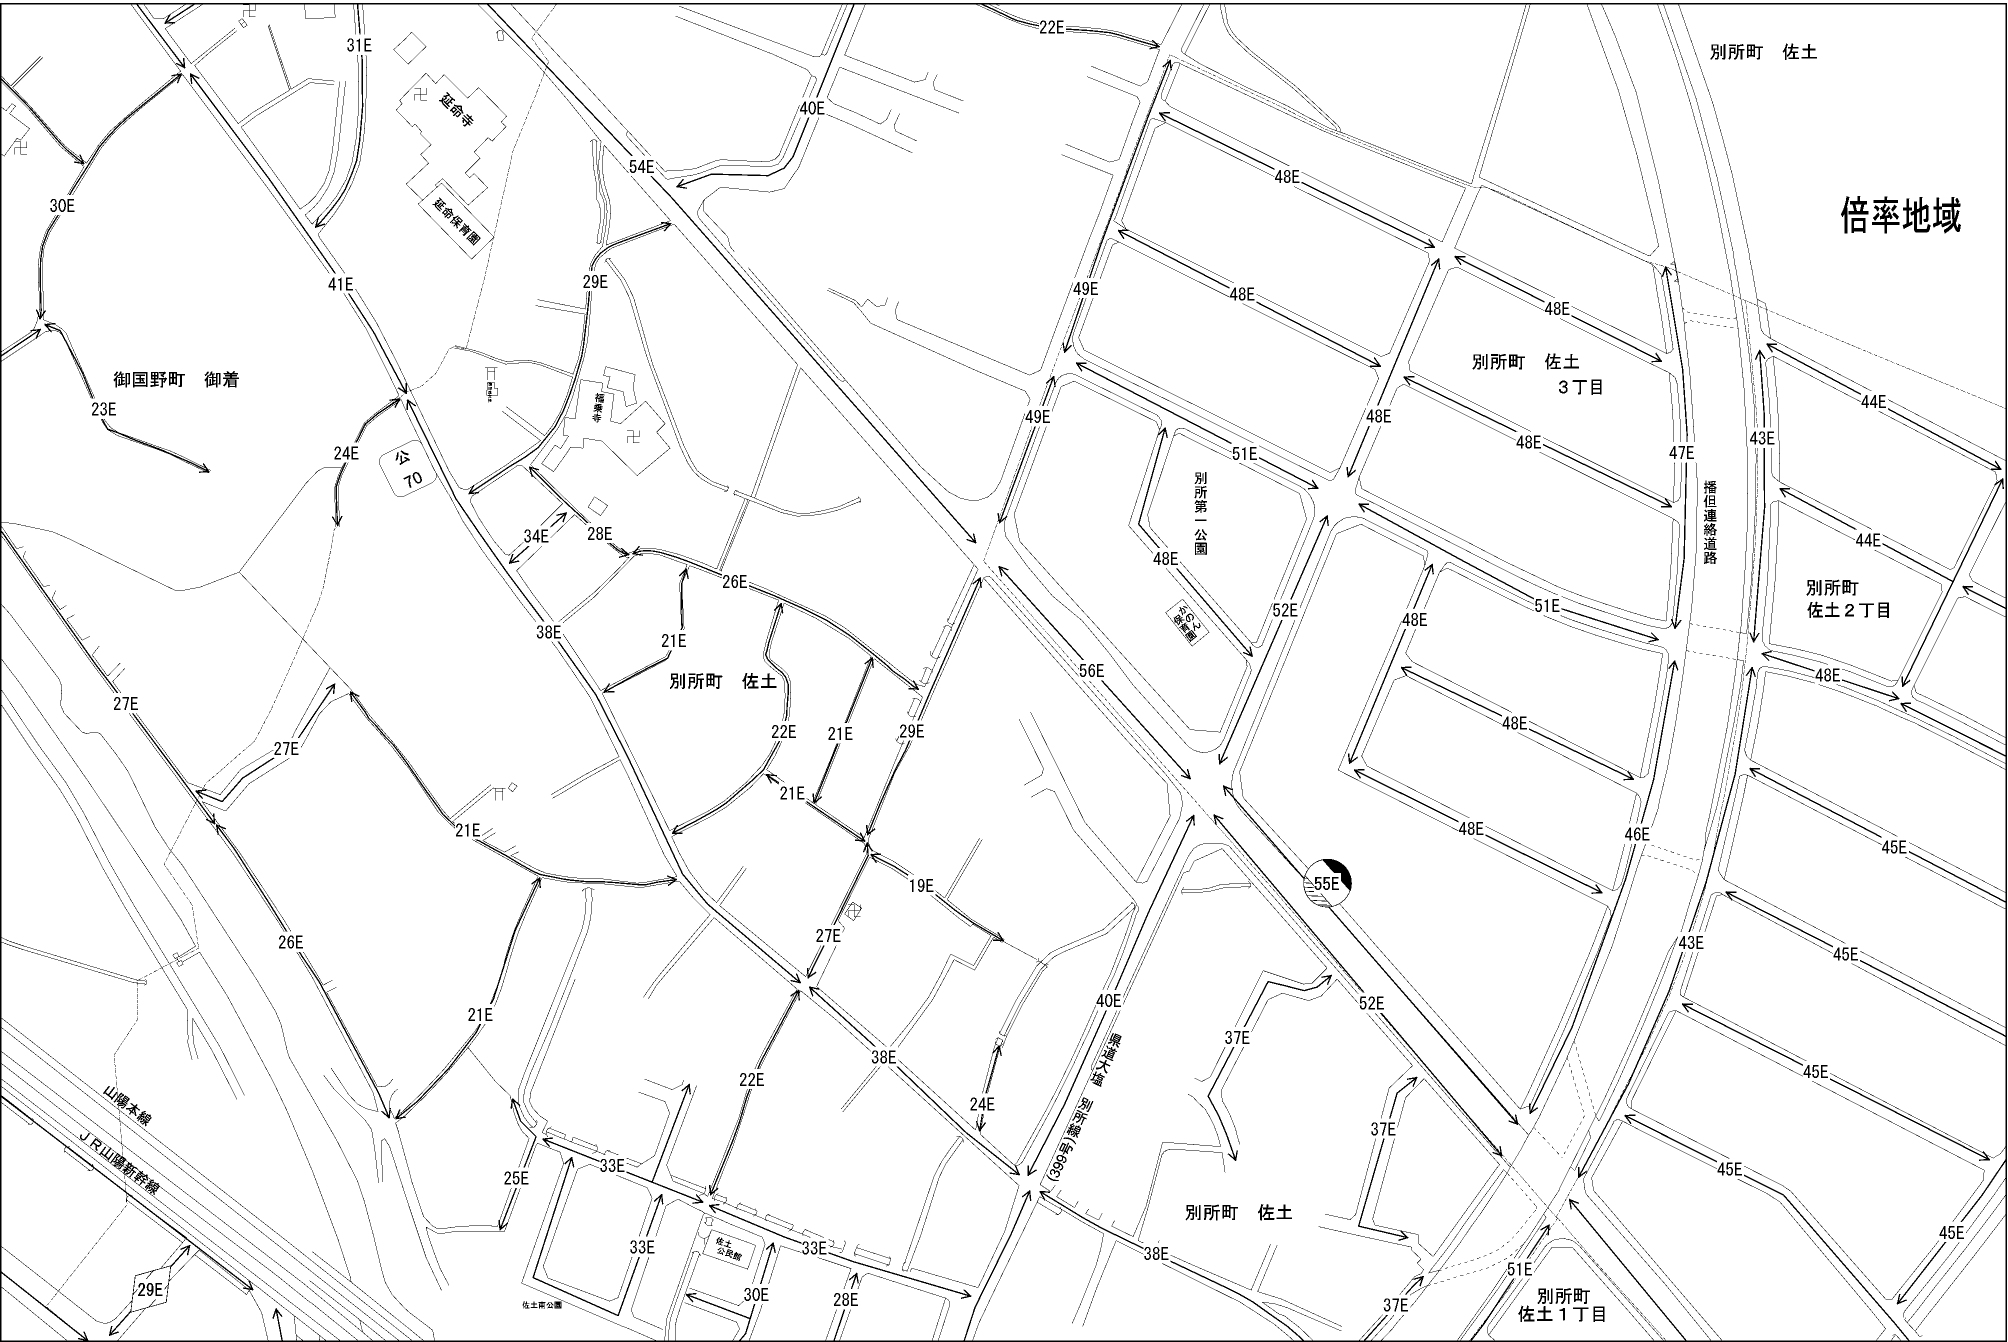 22E
31E
別所町　佐土
40E
延命寺
54E
48E
30E
延命保育園
倍率地域
41E
29E
49E
48E
48E
別所町　佐土
３丁目
御国野町　御着
福乗寺
23E
44E
49E
48E
24E
公
70
51E
48E
47E
43E
播但連絡道路
別所第一公園
34E
28E
44E
48E
26E
別所町
佐土２丁目
かのん
保育園
38E
21E
52E
48E
51E
別所町　佐土
56E
48E
27E
22E
21E
29E
48E
27E
21E
21E
48E
46E
45E
19E
55E
26E
27E
43E
45E
21E
40E
52E
県道大塩　別所線
(399号)
37E
38E
22E
24E
45E
山陽本線
ＪＲ山陽新幹線
37E
33E
25E
45E
別所町　佐土
33E
佐土
公民館
33E
38E
45E
29E
51E
30E
28E
37E
佐土南公園
別所町
佐土１丁目